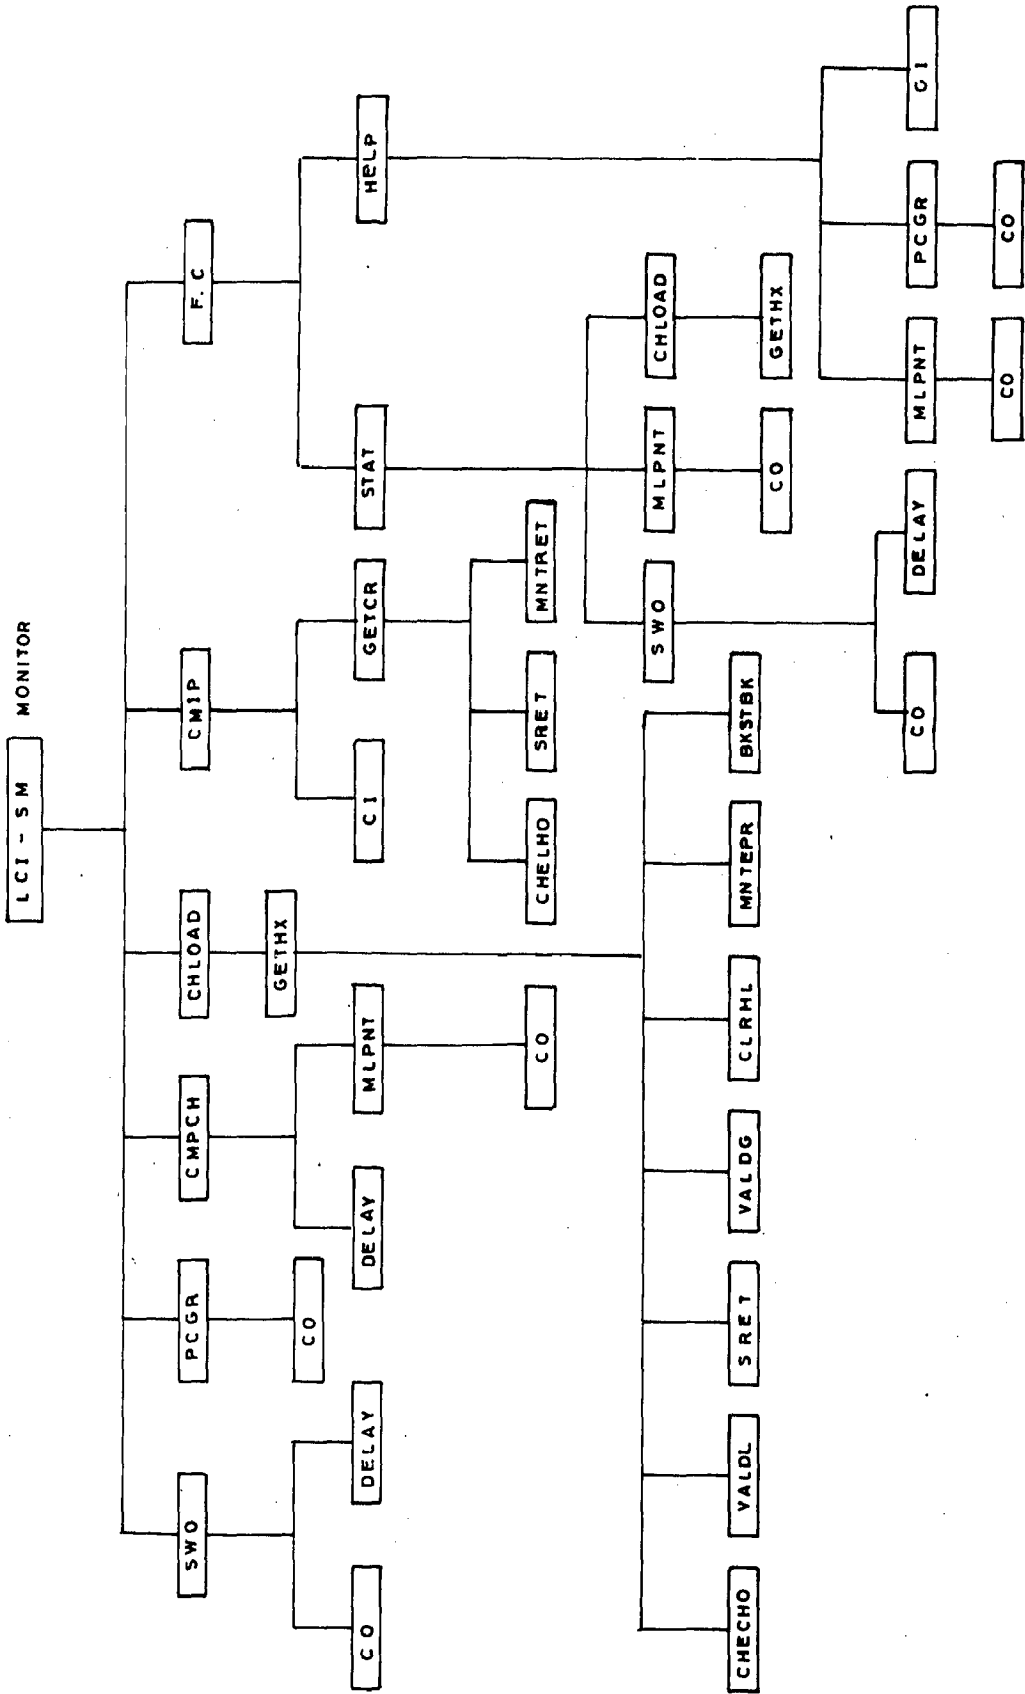 LCI - SM
MONITOR
SWO
PCGR
CMPCH
CHLOAD
CMIP
F.C
CO
GETHX
CO
DELAY
DELAY
MLPNT
CI
GETCR
STAT
HELP
CO
CHELHO
SRET
MNTRET
SWO
MLPNT
CHLOAD
CHECHO
VALDL
SRET
VALDG
CLRHL
MNTEPR
BKSTBK
CO
GETHX
CO
DELAY
MLPNT
PCGR
CI
CO
CO